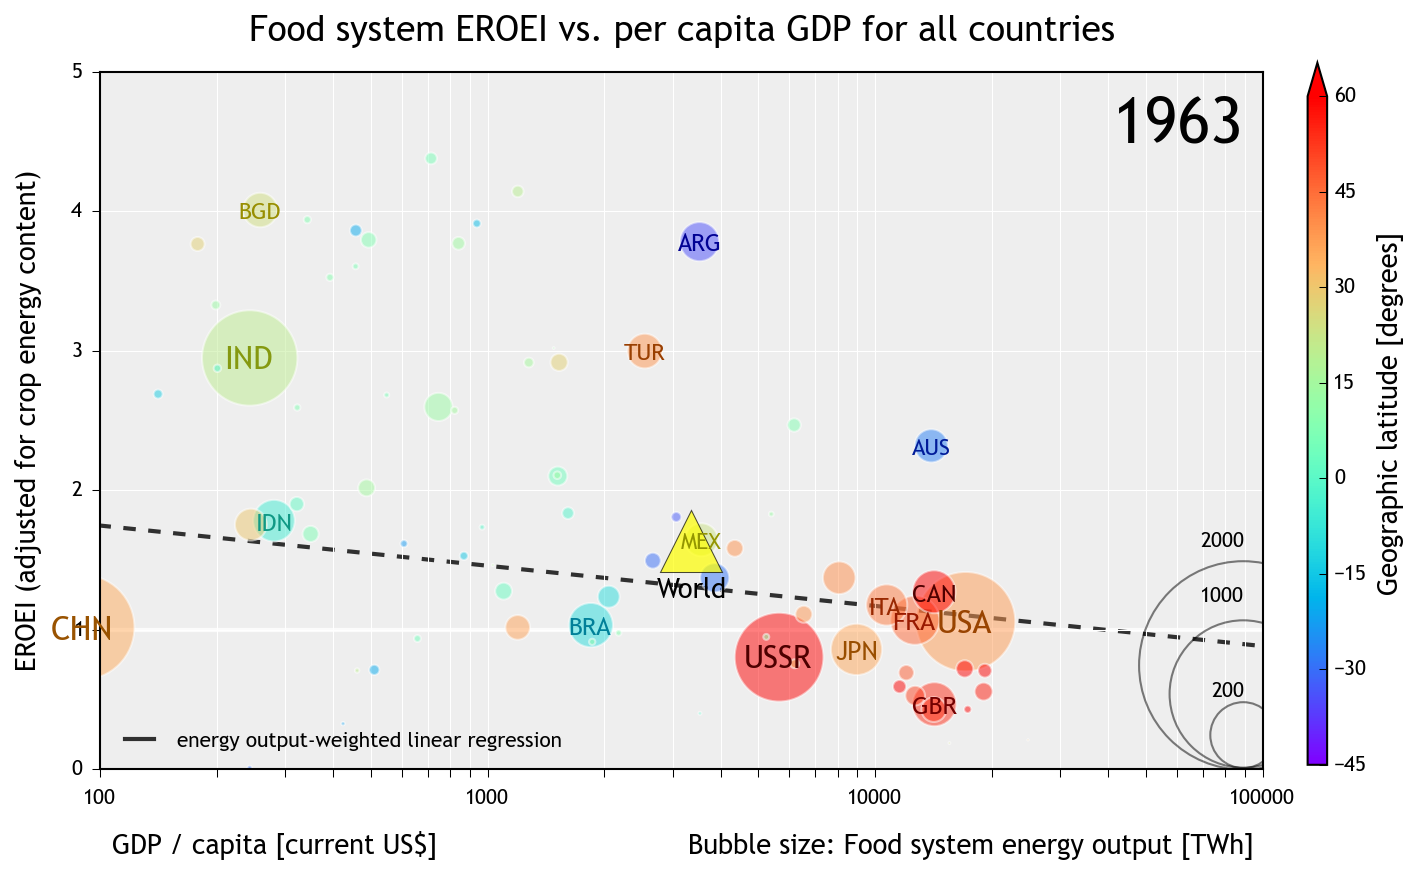 Food system EROEI vs. per capita GDP for all countries
1963
EROEI (adjusted for crop energy content)
5
4
3
2
1
0
BGD
ARG
IND
TUR
AUS
IDN
MEX
World
CHN
BRA
USSR
JPN
ITA
FRA
CAN
USA
GBR
2000
1000
200
energy output-weighted linear regression
100
1000
10000
100000
GDP / capita [current US$]
Bubble size: Food system energy output [TWh]
60
45
30
15
0
−15
−30
−45
Geographic latitude [degrees]